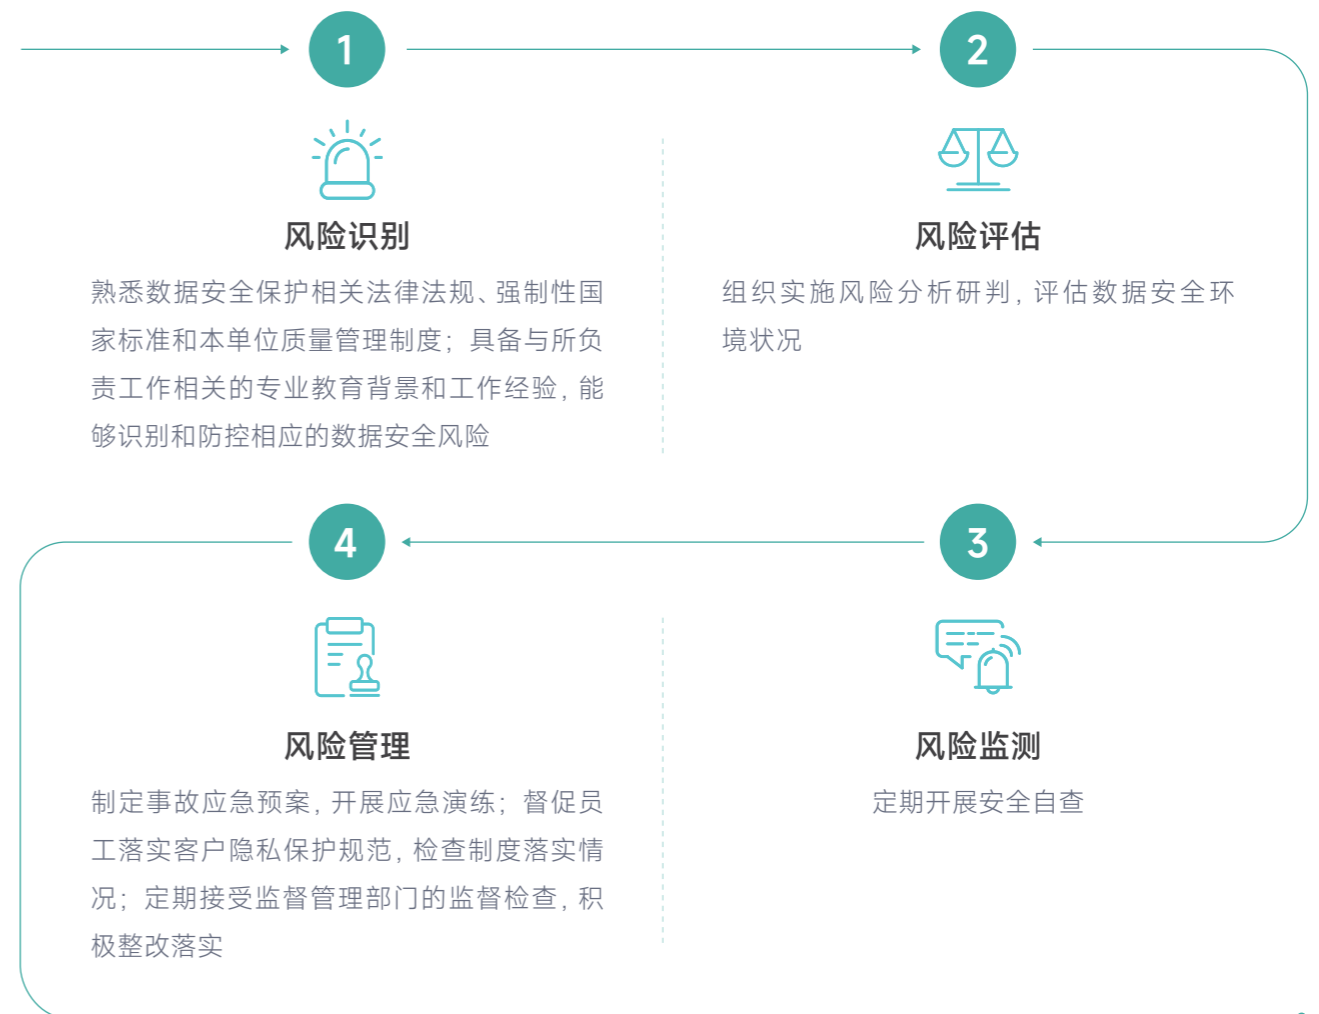 1
风险识别
熟悉数据安全保护相关法律法规、强制性国
家标准和本单位质量管理制度；具备与所负
责工作相关的专业教育背景和工作经验，能
够识别和防控相应的数据安全风险
2
风险评估
组织实施风险分析研判，评估数据安全环
境状况
3
风险监测
定期开展安全自查
4
风险管理
制定事故应急预案，开展应急演练；督促员
工落实客户隐私保护规范，检查制度落实情
况；定期接受监督管理部门的监督检查，积
极整改落实